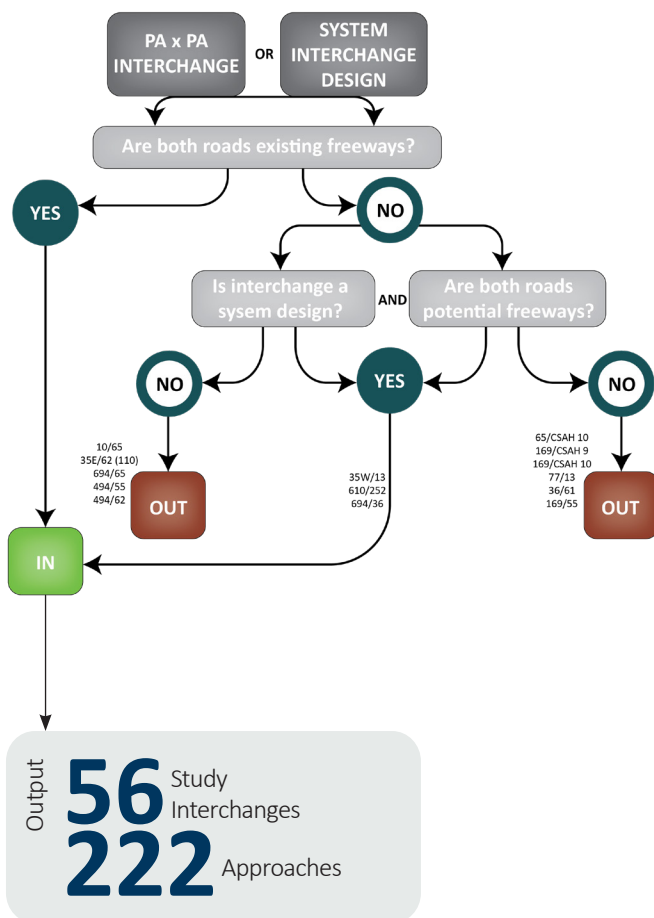 PA x PA
INTERCHANGE
OR
SYSTEM
INTERCHANGE
DESIGN
Are both roads existing freeways?
YES
NO
Is interchange a
sysem design?
AND
Are both roads
potential freeways?
NO
YES
NO
10/65
35E/62 (110)
694/65
494/55
494/62
OUT
35W/13
610/252
694/36
65/CSAH 10
169/CSAH 9
169/CSAH 10
77/13
36/61
169/55
OUT
IN
Output
56 Study
Interchanges
222 Approaches